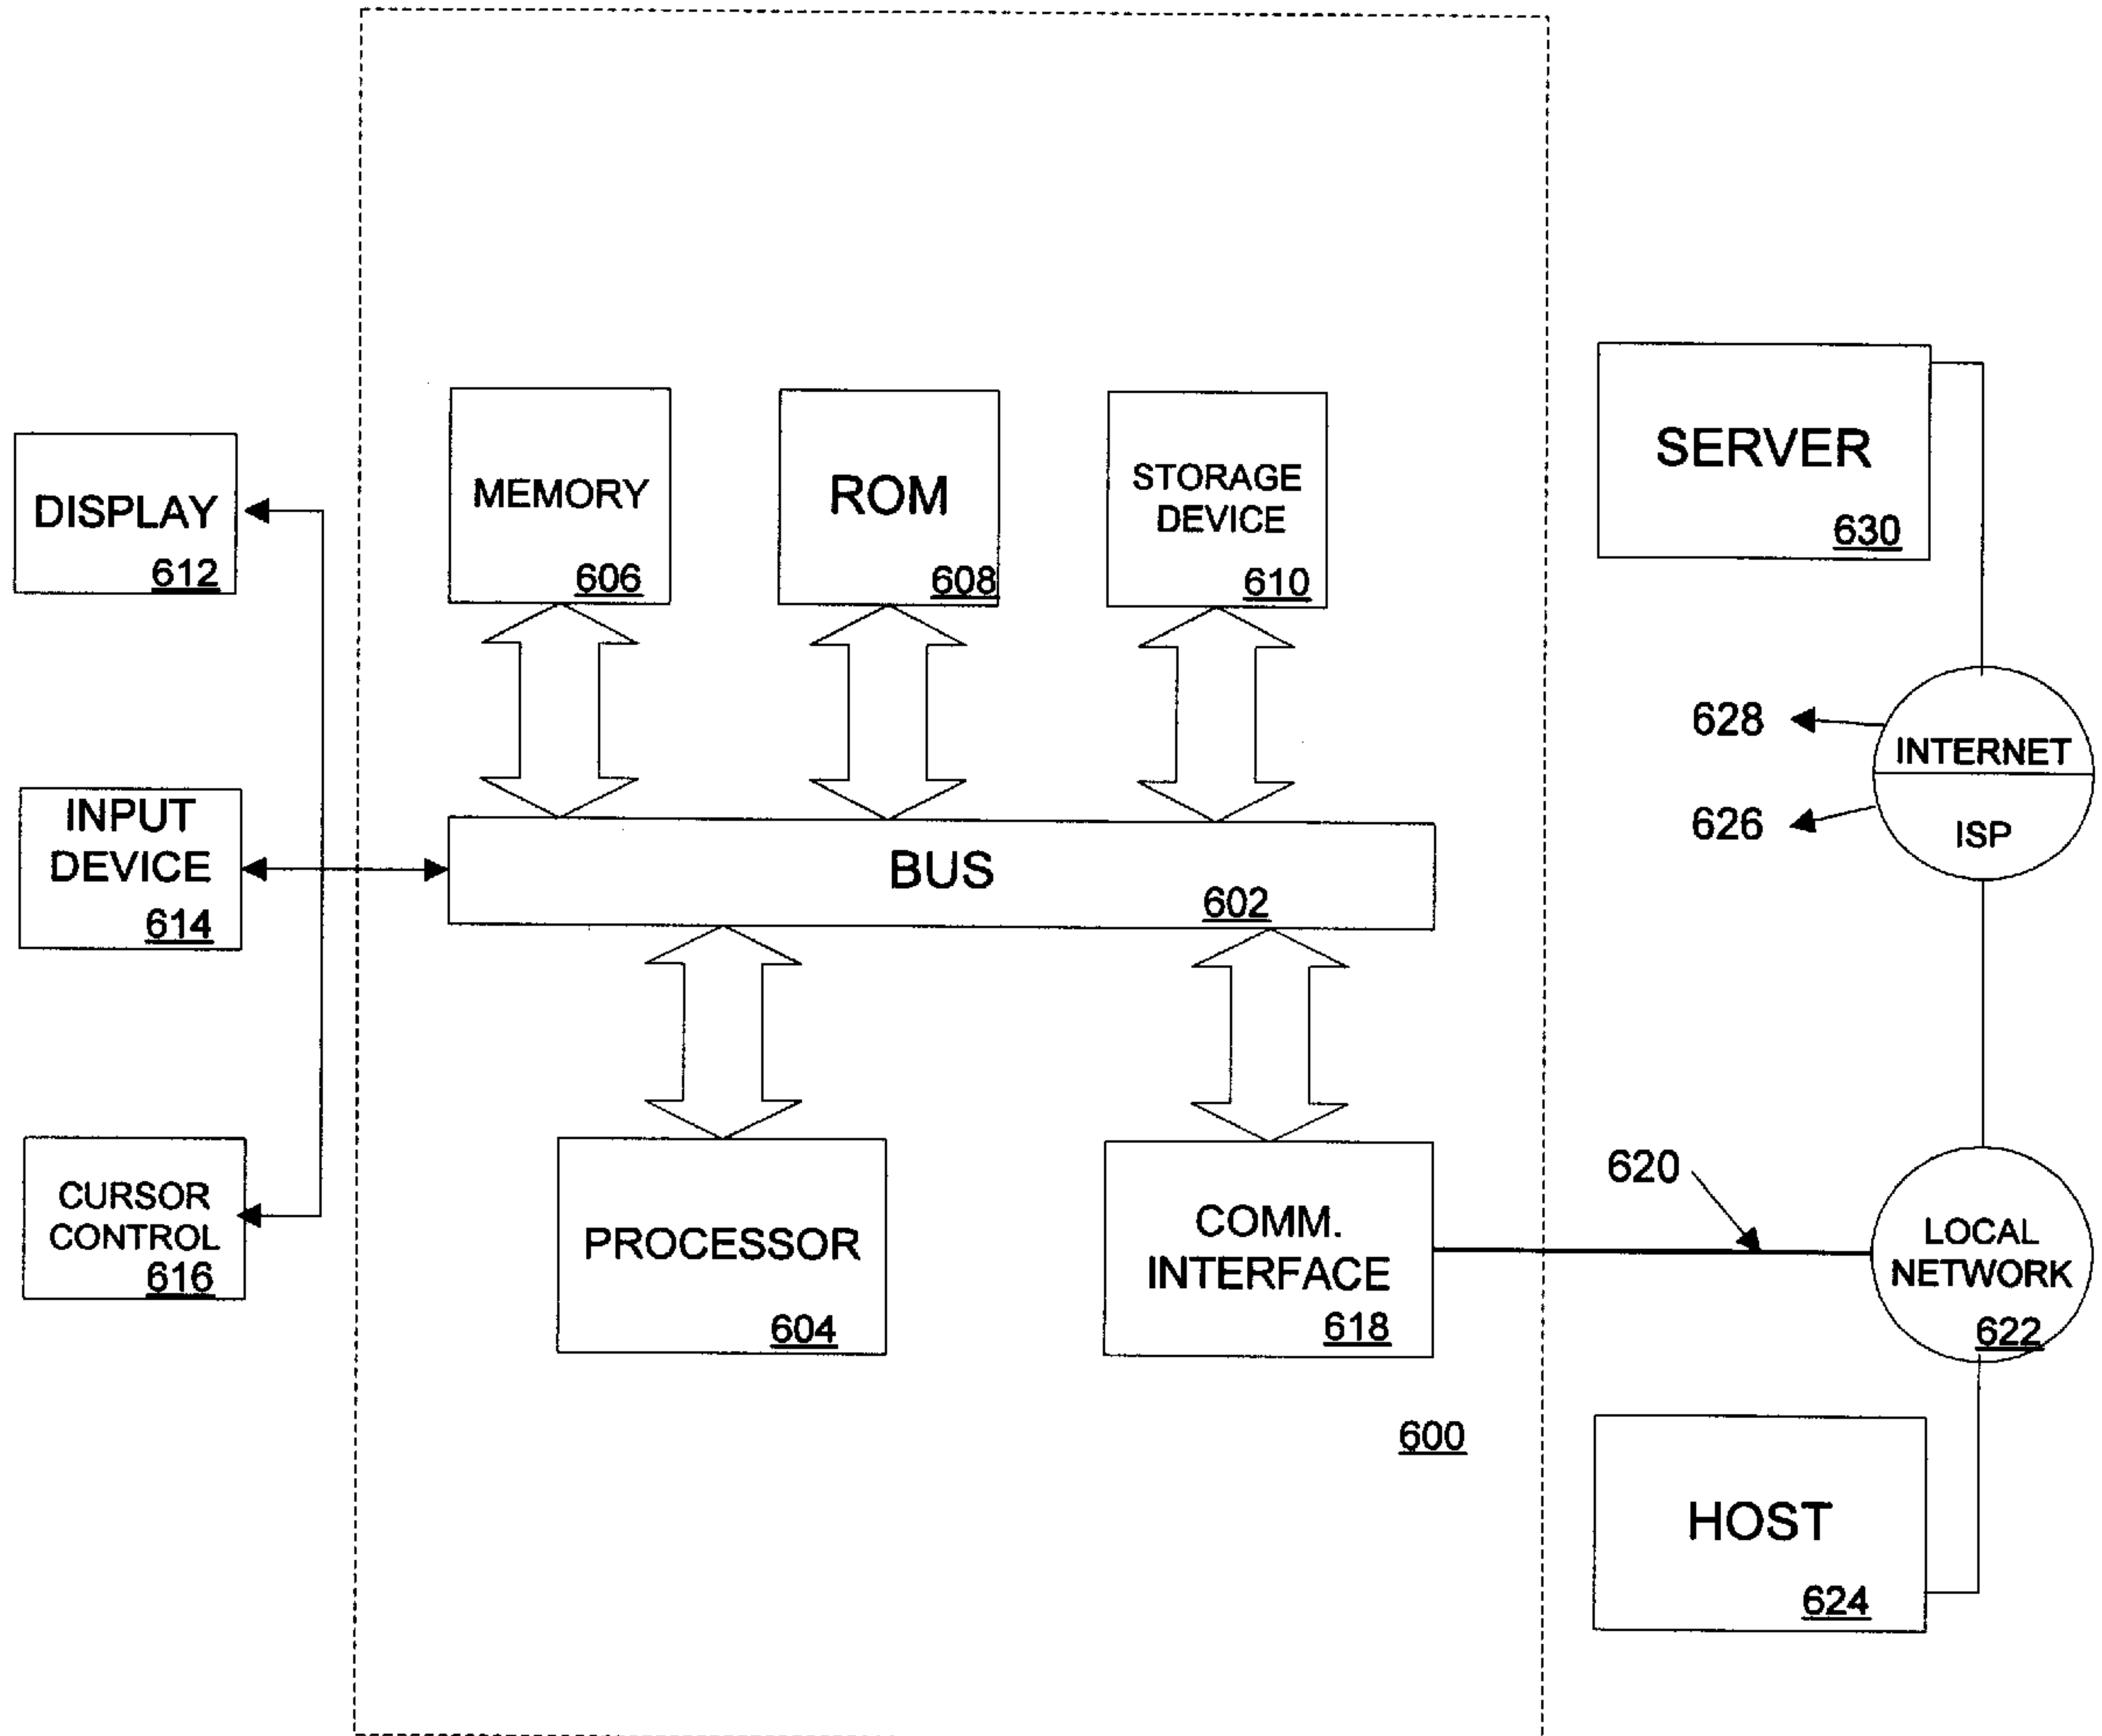 DISPLAY
612
INPUT
DEVICE
614
CURSOR
CONTROL
616
MEMORY
606
ROM
608
STORAGE
DEVICE
610
BUS
602
PROCESSOR
604
COMM.
INTERFACE
618
600
SERVER
630
628
INTERNET
626
ISP
620
LOCAL
NETWORK
622
HOST
624